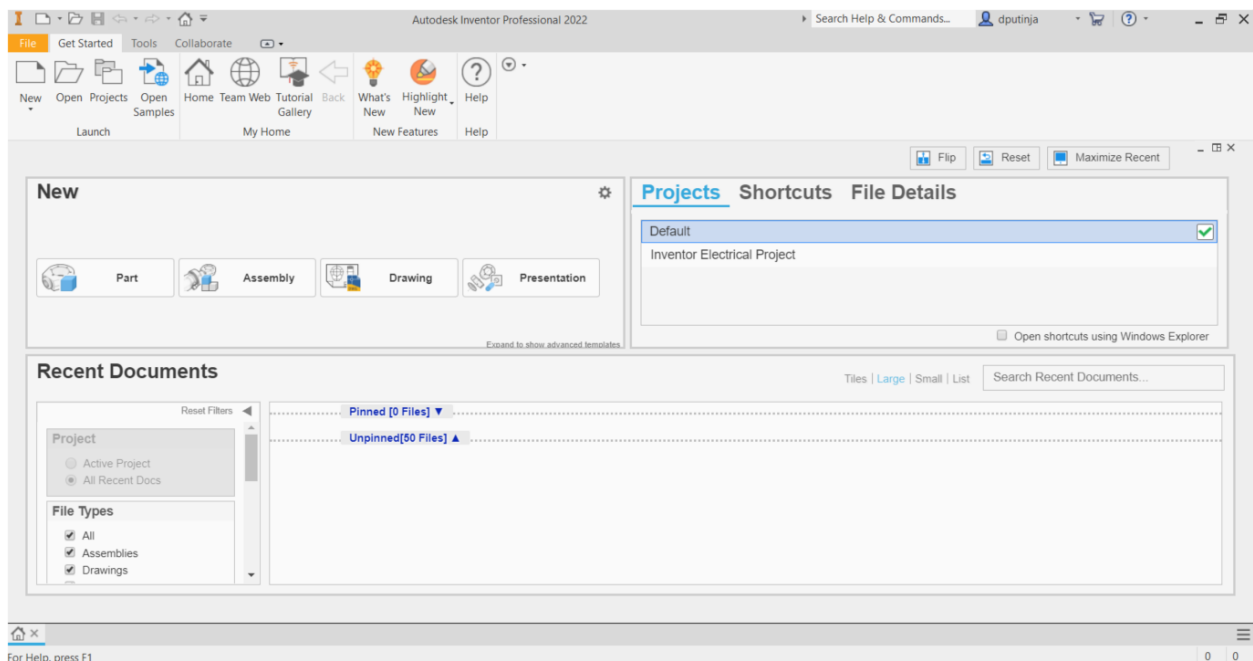 Autodesk Inventor Professional 2022
Search Help & Commands...
dputinja
File Get Started Tools Collaborate
New Open Projects Open Samples Home Team Web Tutorial Gallery Back What's New Highlight New Help
Launch My Home New Features Help
Flip Reset Maximize Recent
New
Part Assembly Drawing Presentation
Expand to show advanced templates
Projects Shortcuts File Details
Default
Inventor Electrical Project
Open shortcuts using Windows Explorer
Recent Documents
Tiles | Large | Small | List Search Recent Documents...
Reset Filters
Project
Active Project
All Recent Docs
File Types
All
Assemblies
Drawings
Pinned [0 Files]
Unpinned[50 Files]
For Help, press F1
0 0